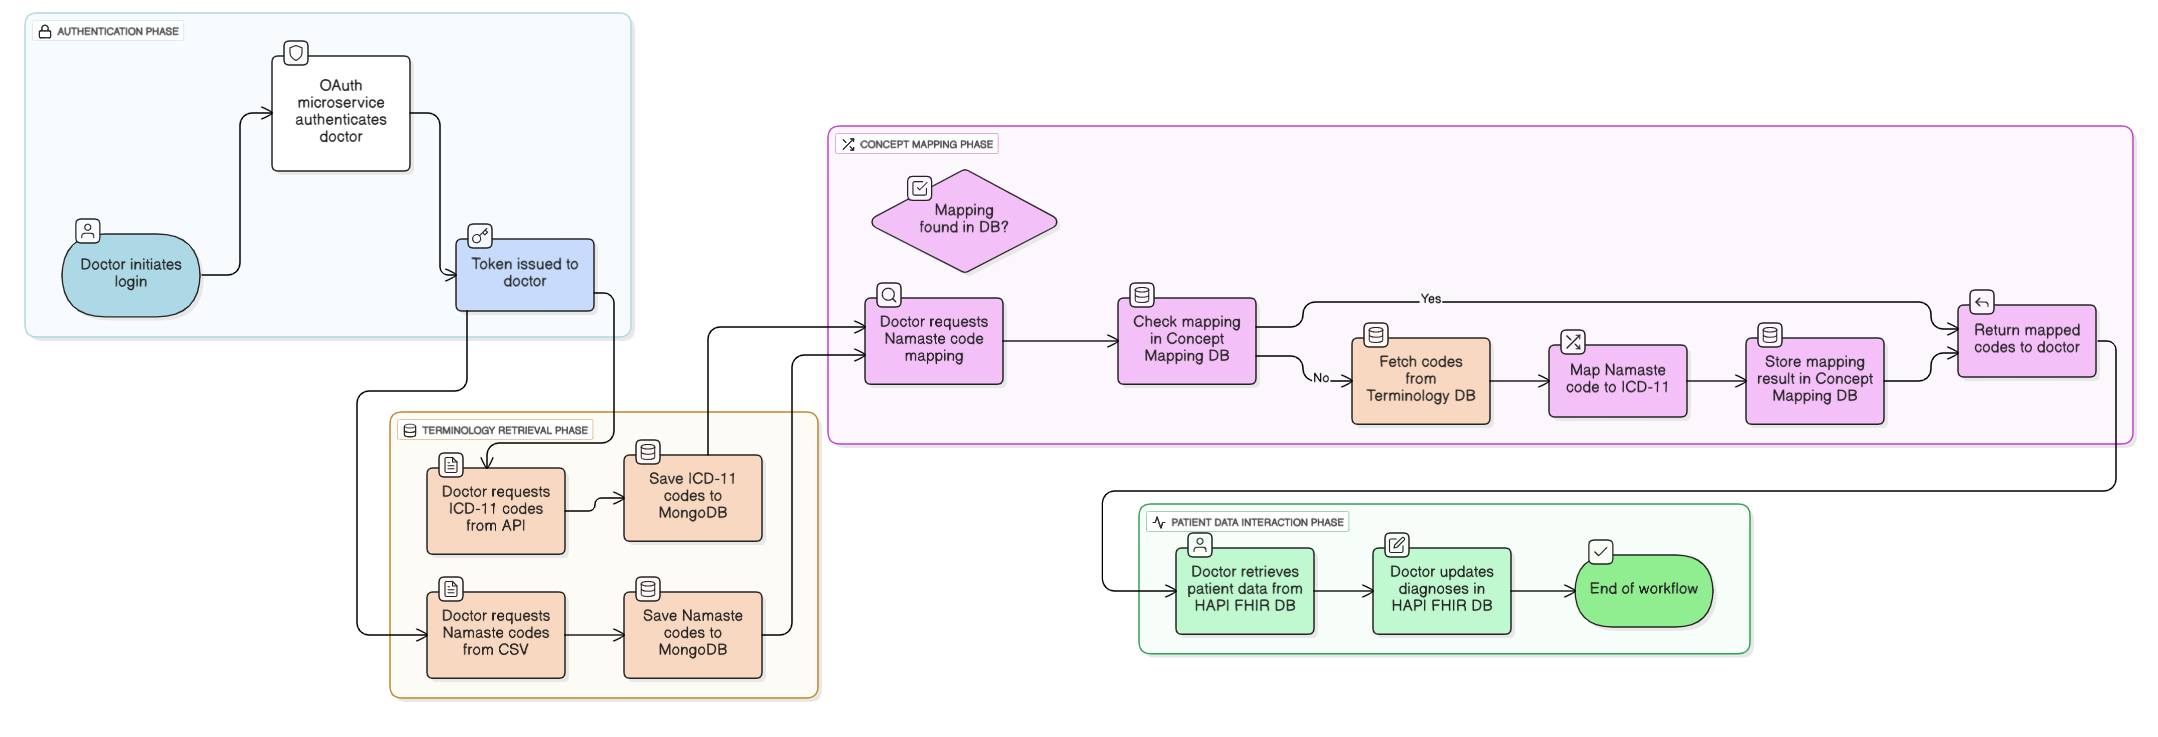 AUTHENTICATION PHASE
OAuth
microservice
authenticates
doctor
Doctor initiates
login
Token issued to
doctor
TERMINOLOGY RETRIEVAL PHASE
Doctor requests
ICD-11 codes
from API
Save ICD-11
codes to
MongoDB
Doctor requests
Namaste codes
from CSV
Save Namaste
codes to
MongoDB
CONCEPT MAPPING PHASE
Mapping
found in DB?
Doctor requests
Namaste code
mapping
Check mapping
in Concept
Mapping DB
Yes
No
Fetch codes
from
Terminology DB
Map Namaste
code to ICD-11
Store mapping
result in Concept
Mapping DB
Return mapped
codes to doctor
PATIENT DATA INTERACTION PHASE
Doctor retrieves
patient data from
HAPI FHIR DB
Doctor updates
diagnoses in
HAPI FHIR DB
End of workflow